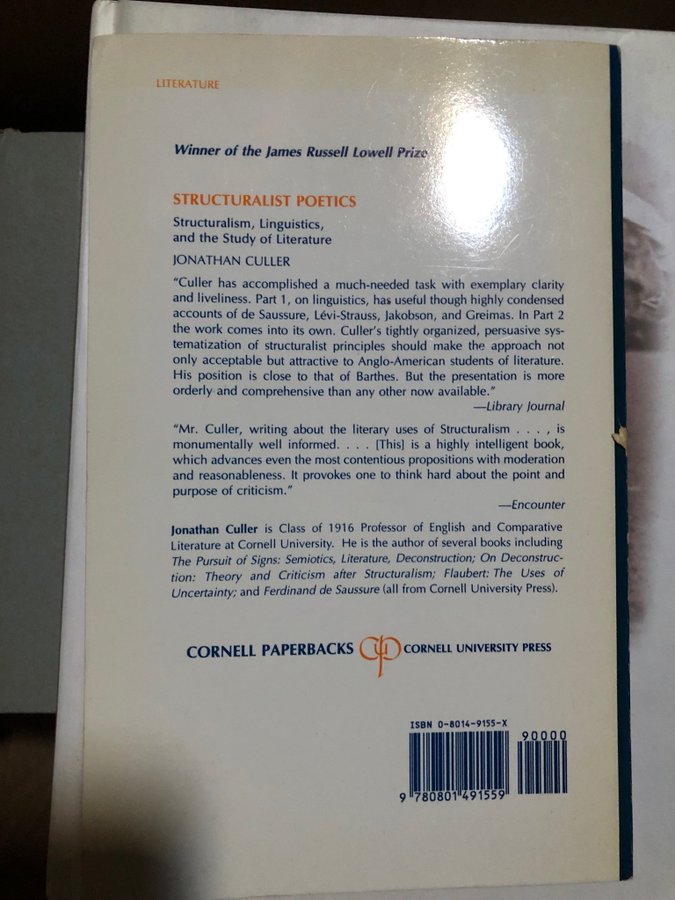 LITERATURE
Winner of the James Russell Lowell Prize
STRUCTURALIST POETICS
Structuralism, Linguistics,
and the Study of Literature
JONATHAN CULLER
"Culler has accomplished a much-needed task with exemplary clarity
and liveliness. Part 1, on linguistics, has useful though highly condensed
accounts of de Saussure, Lévi-Strauss, Jakobson, and Greimas. In Part 2
the work comes into its own. Culler's tightly organized, persuasive sys-
tematization of structuralist principles should make the approach not
only acceptable but attractive to Anglo-American students of literature.
His position is close to that of Barthes. But the presentation is more
orderly and comprehensive than any other now available."
—Library Journal
"Mr. Culler, writing about the literary uses of Structuralism . . . , is
monumentally well informed. . . . [This] is a highly intelligent book,
which advances even the most contentious propositions with moderation
and reasonableness. It provokes one to think hard about the point and
purpose of criticism."
—Encounter
Jonathan Culler is Class of 1916 Professor of English and Comparative
Literature at Cornell University. He is the author of several books including
The Pursuit of Signs: Semiotics, Literature, Deconstruction; On Deconstruc-
tion: Theory and Criticism after Structuralism; Flaubert: The Uses of
Uncertainty; and Ferdinand de Saussure (all from Cornell University Press).
CORNELL PAPERBACKS CORNELL UNIVERSITY PRESS
ISBN 0-8014-9155-X
90000
9 780801 491559